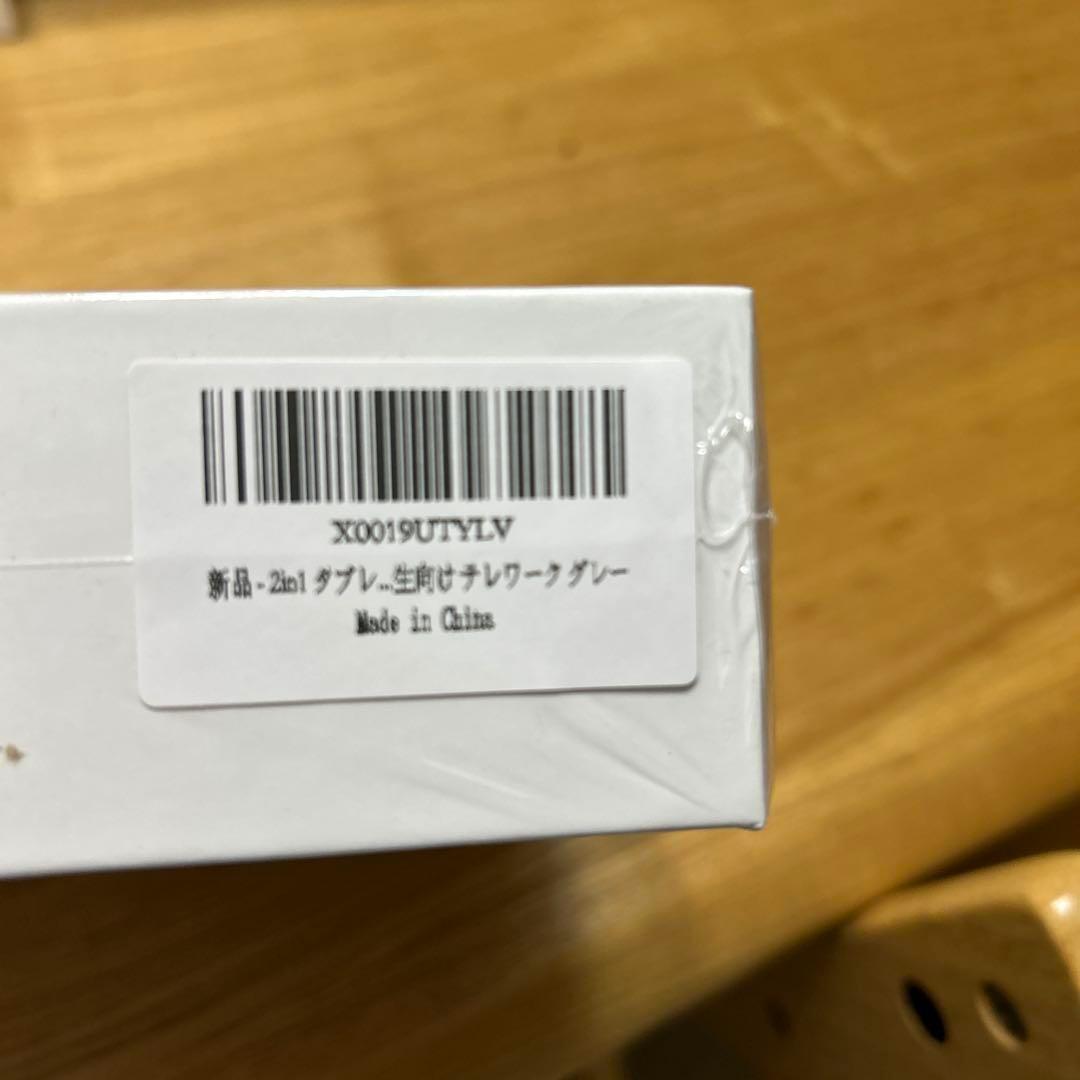 X0019UTYLV
新品 - 2in1 タブレ...生向け テレワーク グレー
Made in China